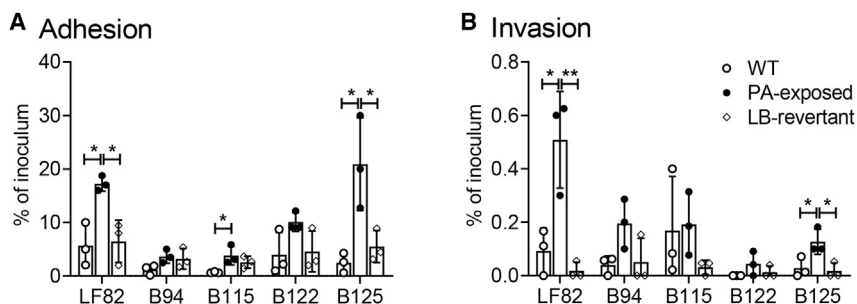 A Adhesion
% of inoculum
40
30
20
10
0
* *
*
* *
LF82 B94 B115 B122 B125
B Invasion
% of inoculum
0.8
0.6
0.4
0.2
0.0
* **
* *
LF82 B94 B115 B122 B125
WT
PA-exposed
LB-revertant